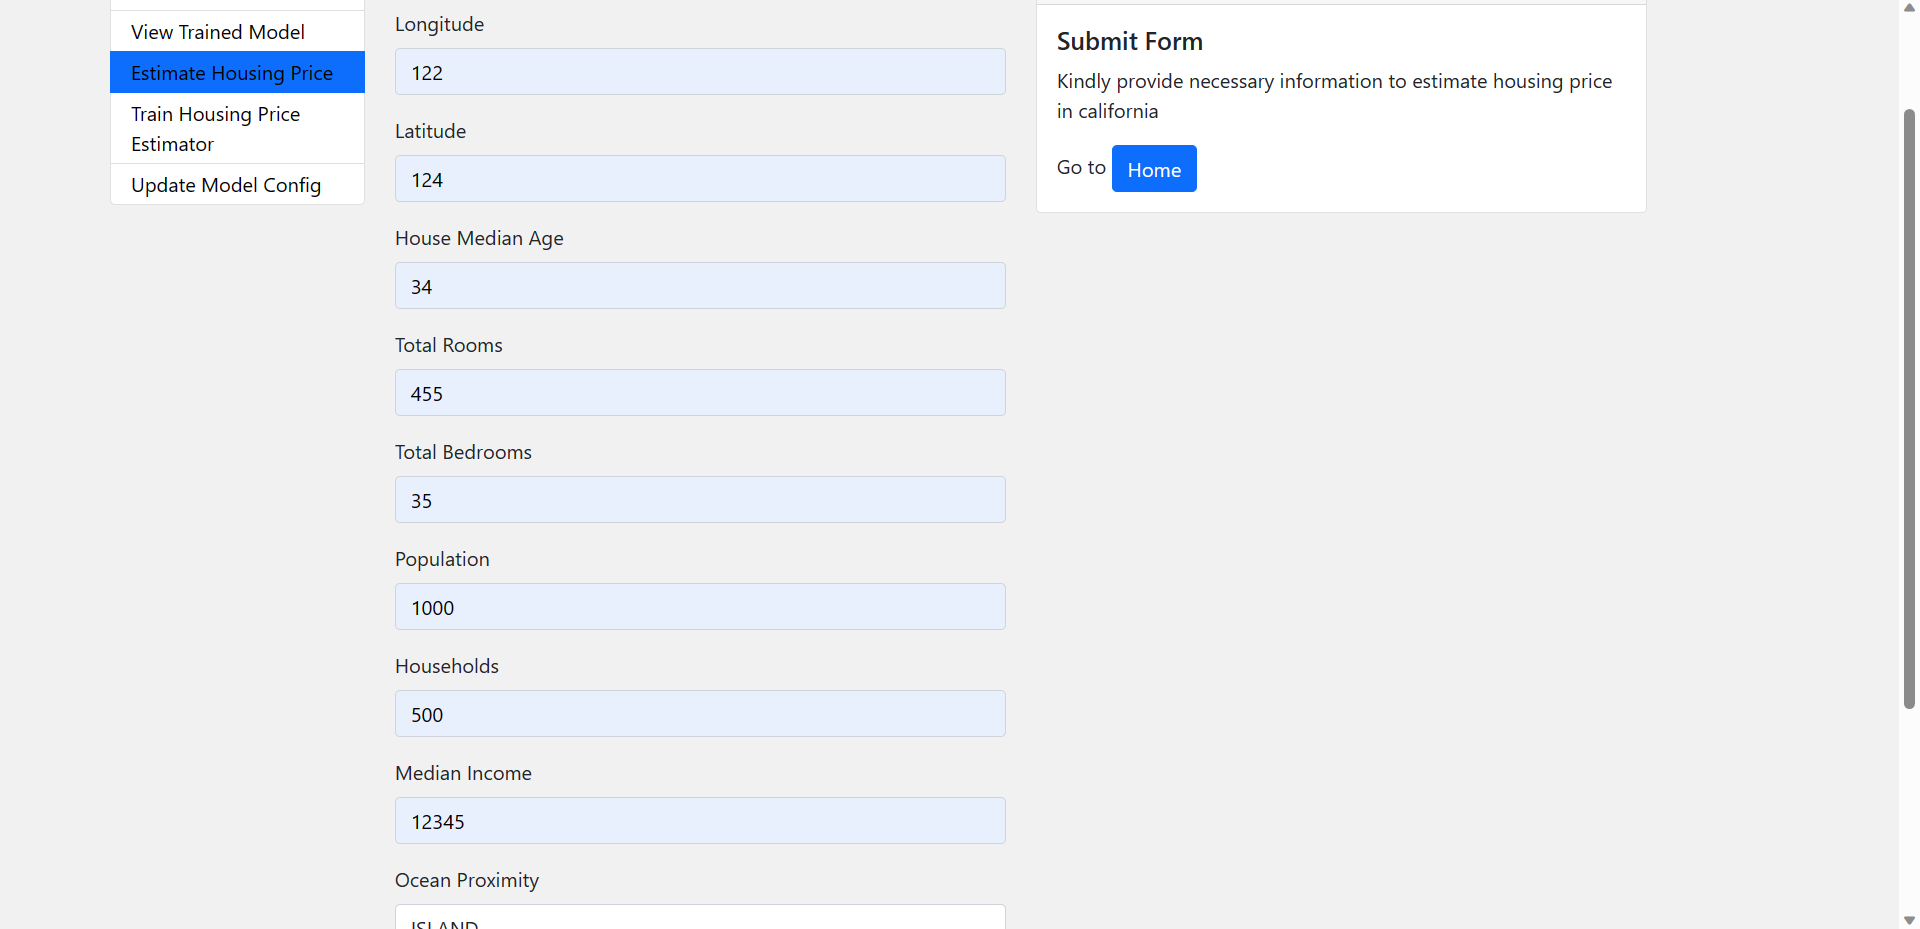 View Trained Model
Estimate Housing Price
Train Housing Price
Estimator
Update Model Config
Longitude
122
Latitude
124
House Median Age
34
Total Rooms
455
Total Bedrooms
35
Population
1000
Households
500
Median Income
12345
Ocean Proximity
ISLAND
Submit Form
Kindly provide necessary information to estimate housing price
in california
Go to Home